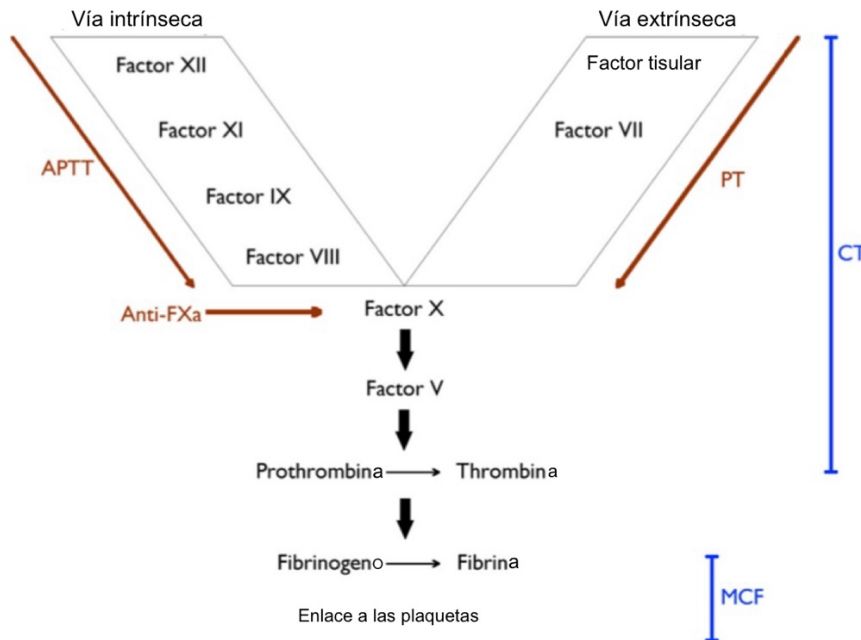 Vía intrínseca
Vía extrínseca
Factor XII
Factor tisular
Factor XI
Factor VII
APTT
PT
Factor IX
CT
Factor VIII
Anti-FXa
Factor X
Factor V
Prothrombina
Thrombina
Fibrinogeno
Fibrina
MCF
Enlace a las plaquetas